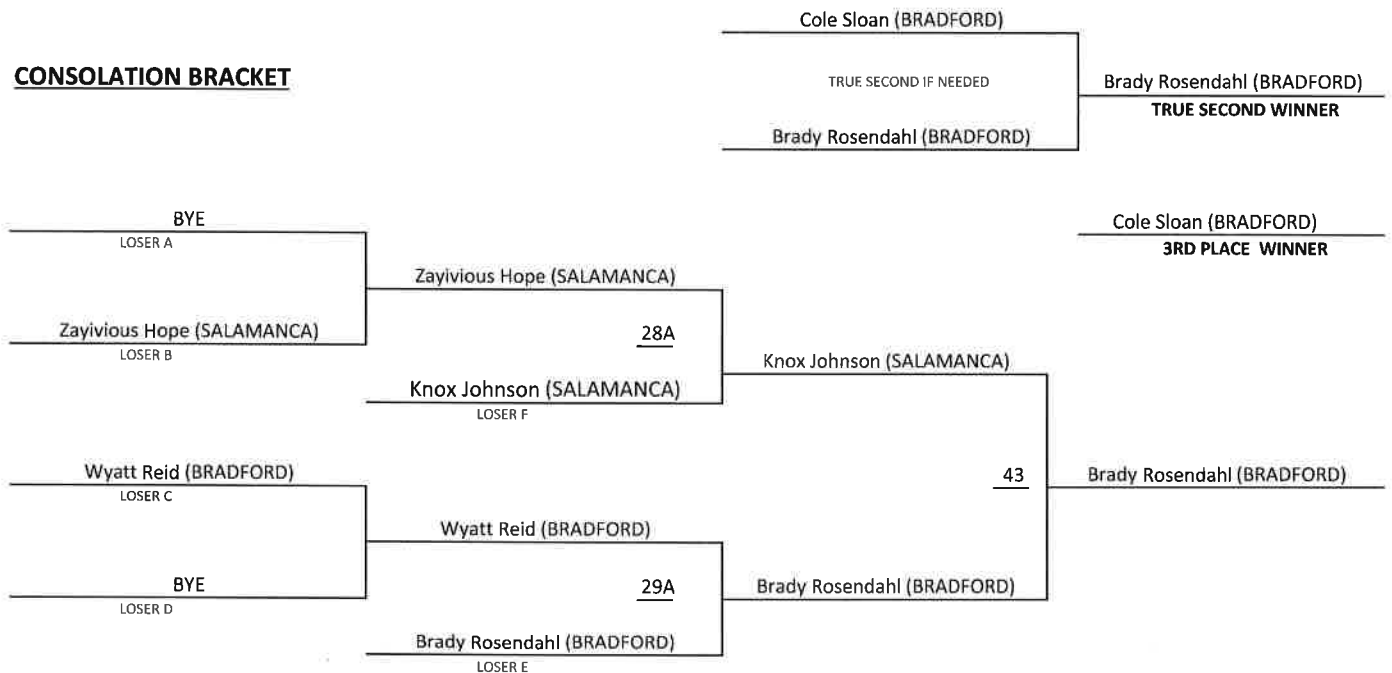 Cole Sloan (BRADFORD)
CONSOLATION BRACKET
TRUE SECOND IF NEEDED
Brady Rosendahl (BRADFORD)
TRUE SECOND WINNER
Brady Rosendahl (BRADFORD)
BYE
LOSER A
Cole Sloan (BRADFORD)
3RD PLACE WINNER
Zayivious Hope (SALAMANCA)
Zayivious Hope (SALAMANCA)
LOSER B
28A
Knox Johnson (SALAMANCA)
Knox Johnson (SALAMANCA)
LOSER F
Wyatt Reid (BRADFORD)
LOSER C
43
Brady Rosendahl (BRADFORD)
Wyatt Reid (BRADFORD)
BYE
LOSER D
29A
Brady Rosendahl (BRADFORD)
Brady Rosendahl (BRADFORD)
LOSER E